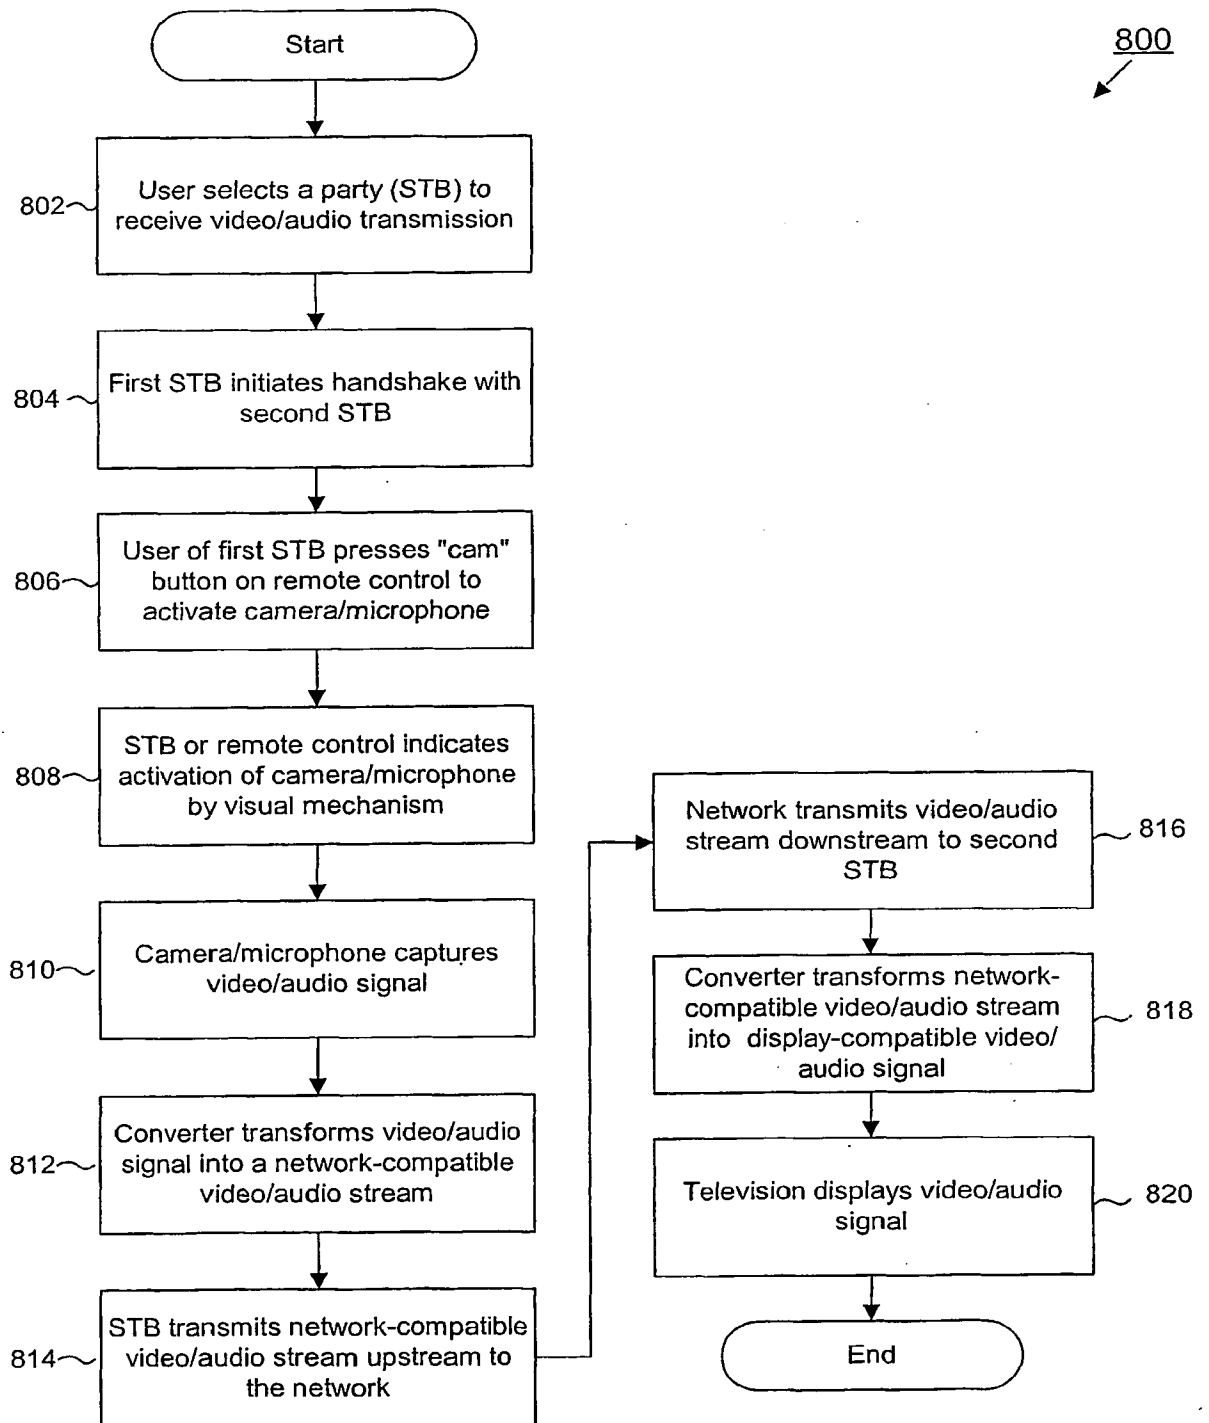 Start
800
802
User selects a party (STB) to
receive video/audio transmission
804
First STB initiates handshake with
second STB
806
User of first STB presses "cam"
button on remote control to
activate camera/microphone
808
STB or remote control indicates
activation of camera/microphone
by visual mechanism
810
Camera/microphone captures
video/audio signal
812
Converter transforms video/audio
signal into a network-compatible
video/audio stream
814
STB transmits network-compatible
video/audio stream upstream to
the network
Network transmits video/audio
stream downstream to second
STB
816
Converter transforms network-
compatible video/audio stream
into display-compatible video/
audio signal
818
Television displays video/audio
signal
820
End